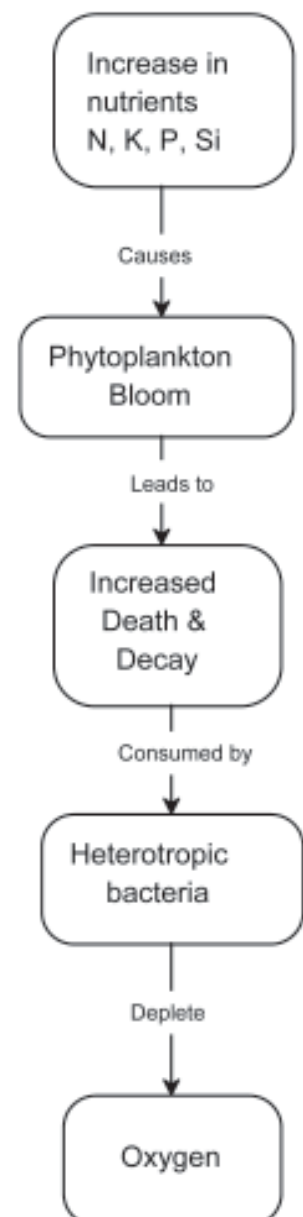 Increase in
nutrients
N, K, P, Si
Causes
Phytoplankton
Bloom
Leads to
Increased
Death &
Decay
Consumed by
Heterotropic
bacteria
Deplete
Oxygen